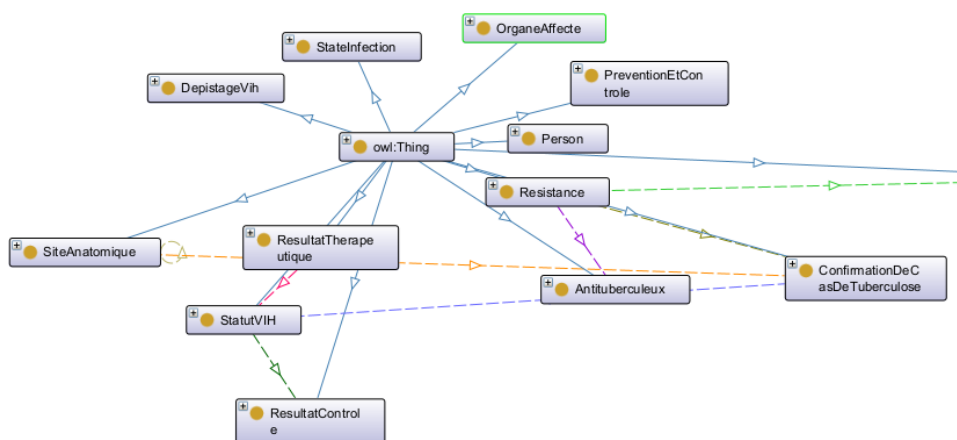 OrganeAffecte
StateInfection
PreventionEtCon
trole
DepistageVih
Person
owl:Thing
Resistance
SiteAnatomique
ResultatTherape
utique
ConfirmationDeC
asDeTuberculose
Antituberculeux
StatutVIH
ResultatControl
e